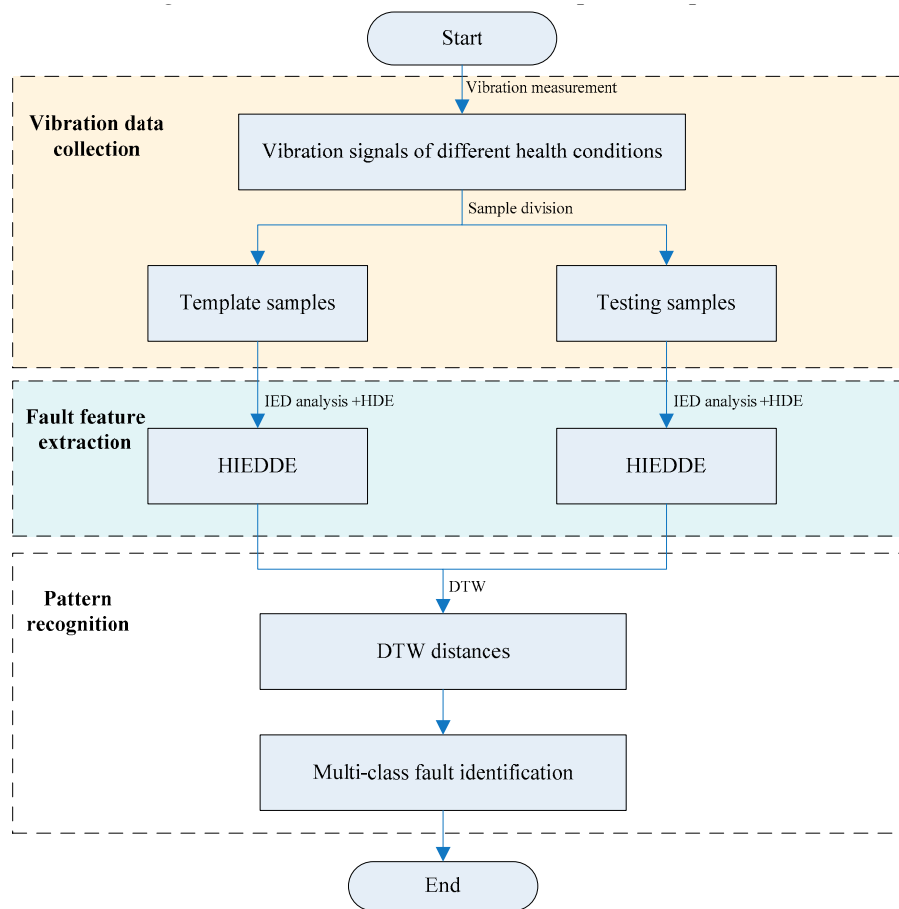 Start
Vibration measurement
Vibration data
collection
Vibration signals of different health conditions
Sample division
Template samples
Testing samples
Fault feature
extraction
IED analysis +HDE
IED analysis +HDE
HIEDDE
HIEDDE
Pattern
recognition
DTW
DTW distances
Multi-class fault identification
End